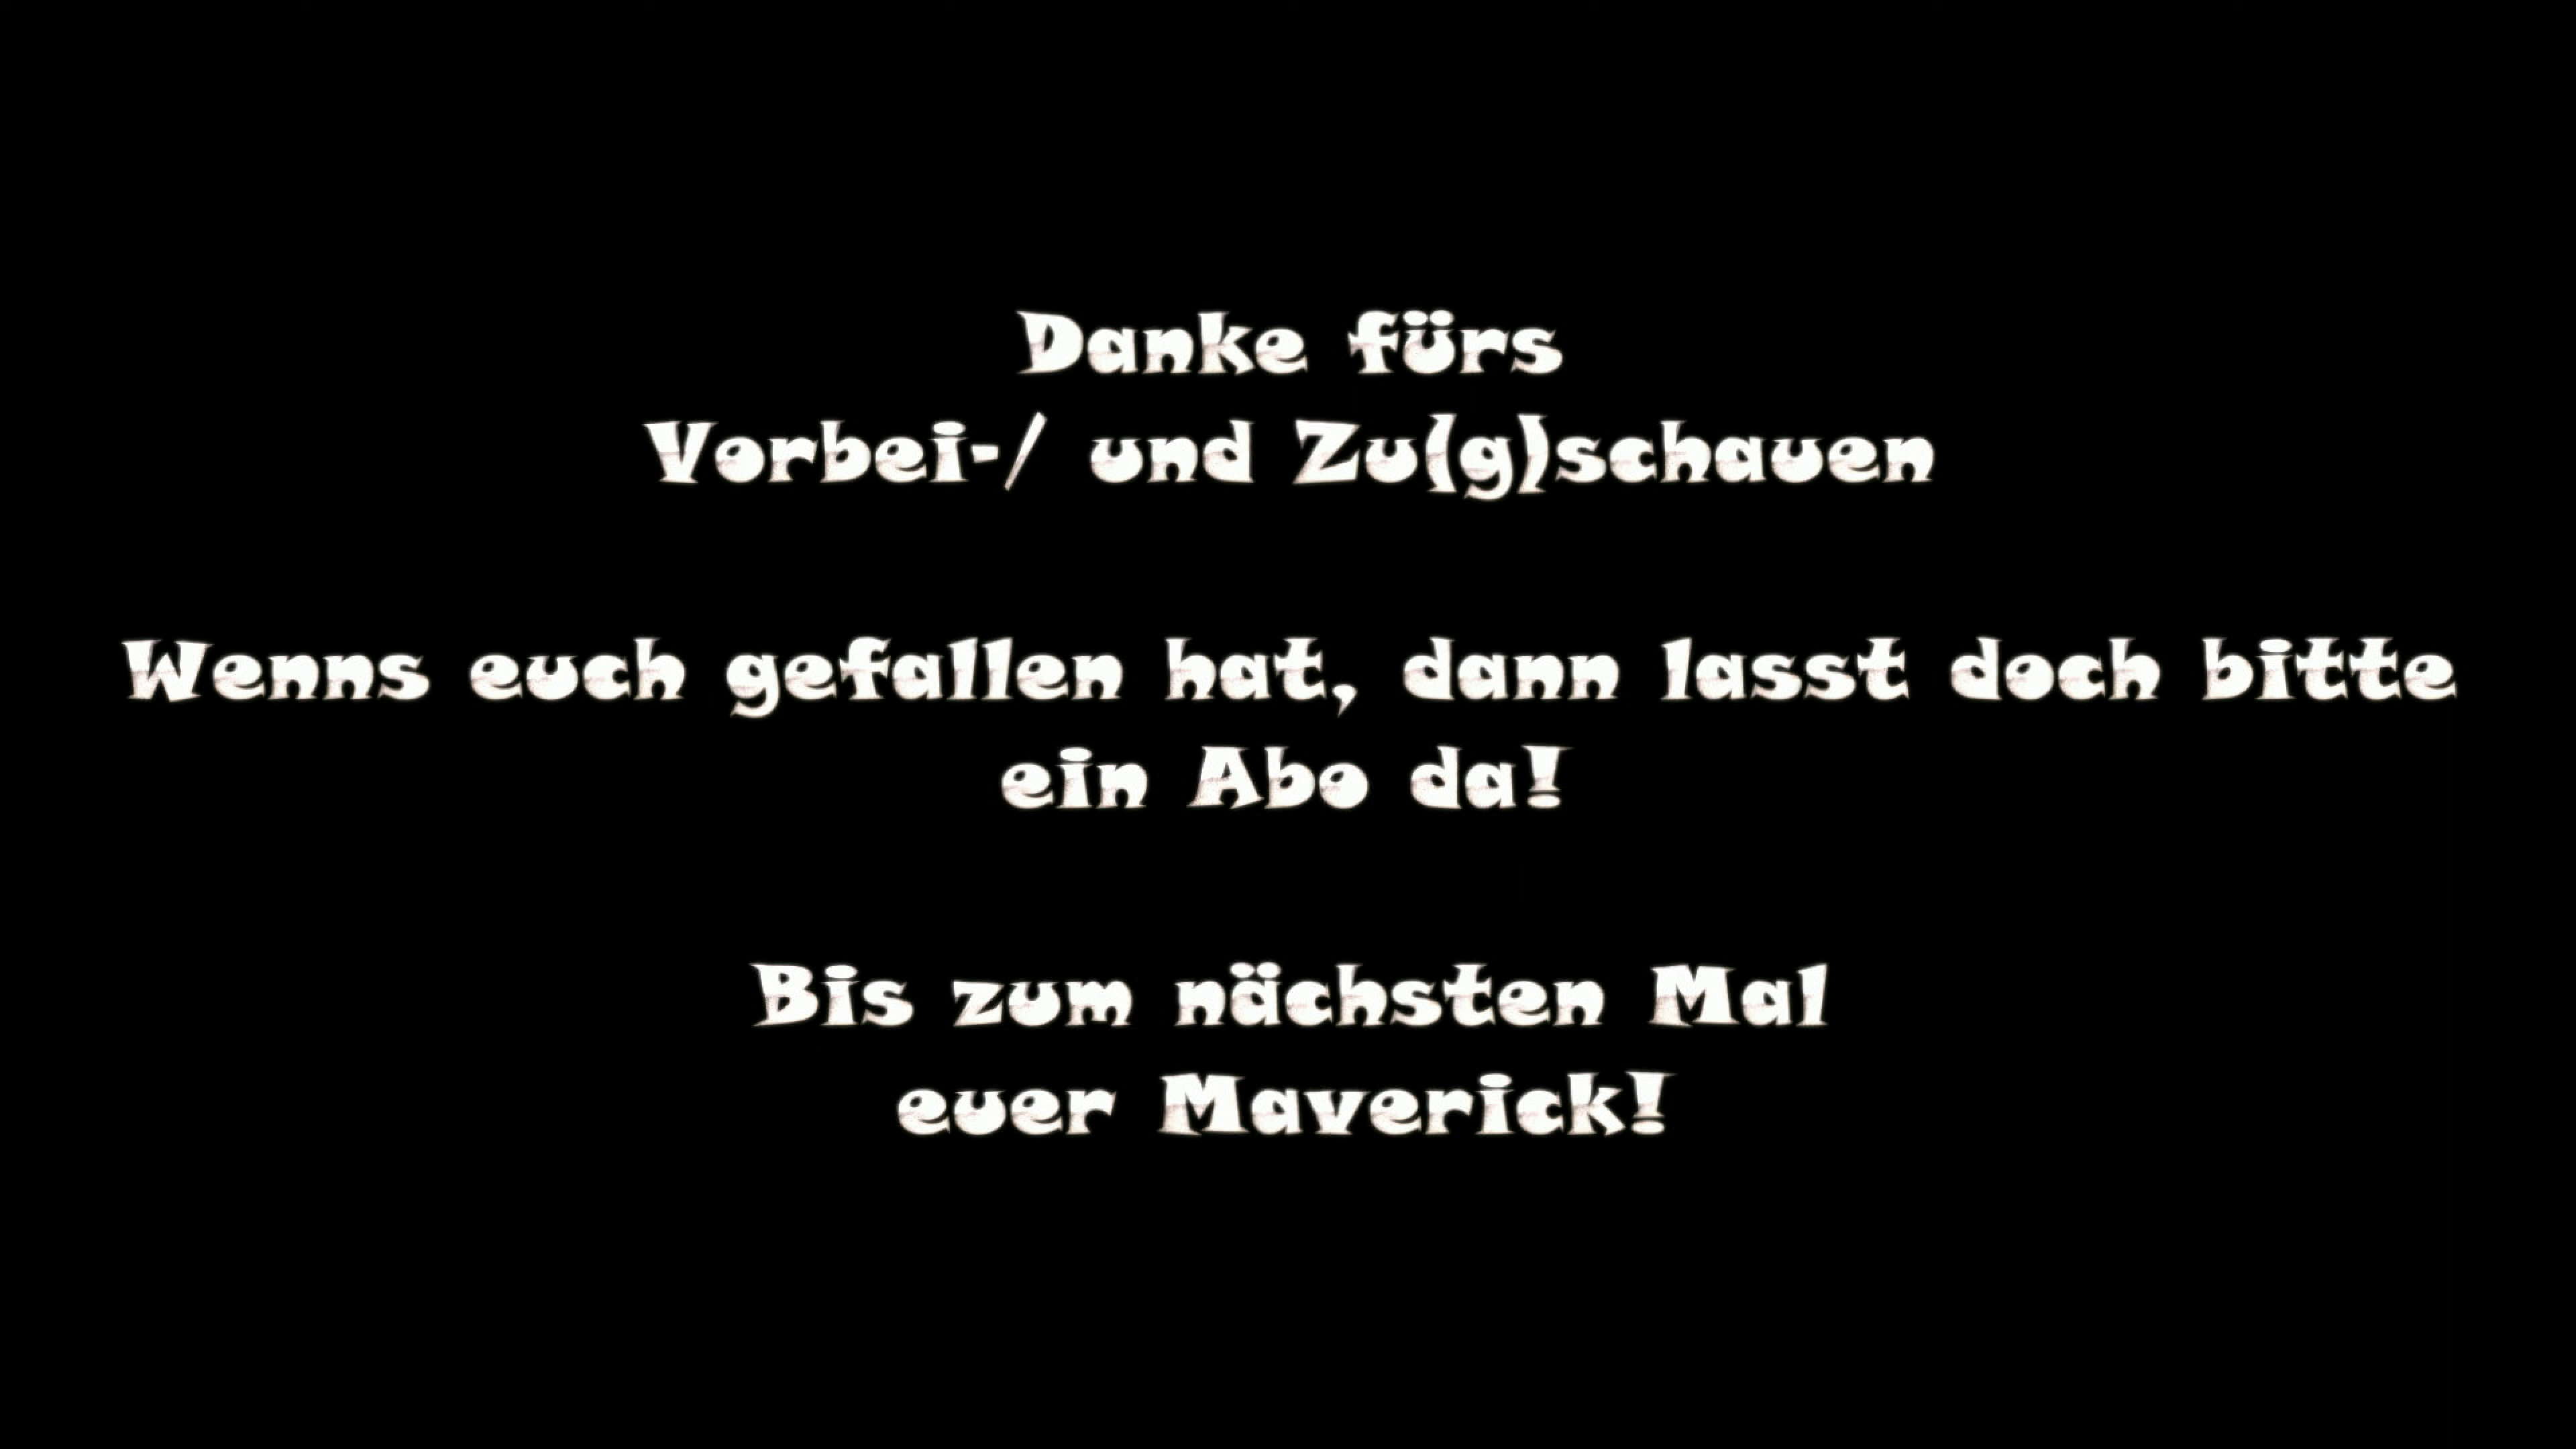 Danke fürs
Vorbei-/ und Zu(g)schauen
Wenns euch gefallen hat, dann lasst doch bitte
ein Abo da!
Bis zum nächsten Mal
euer Maverick!